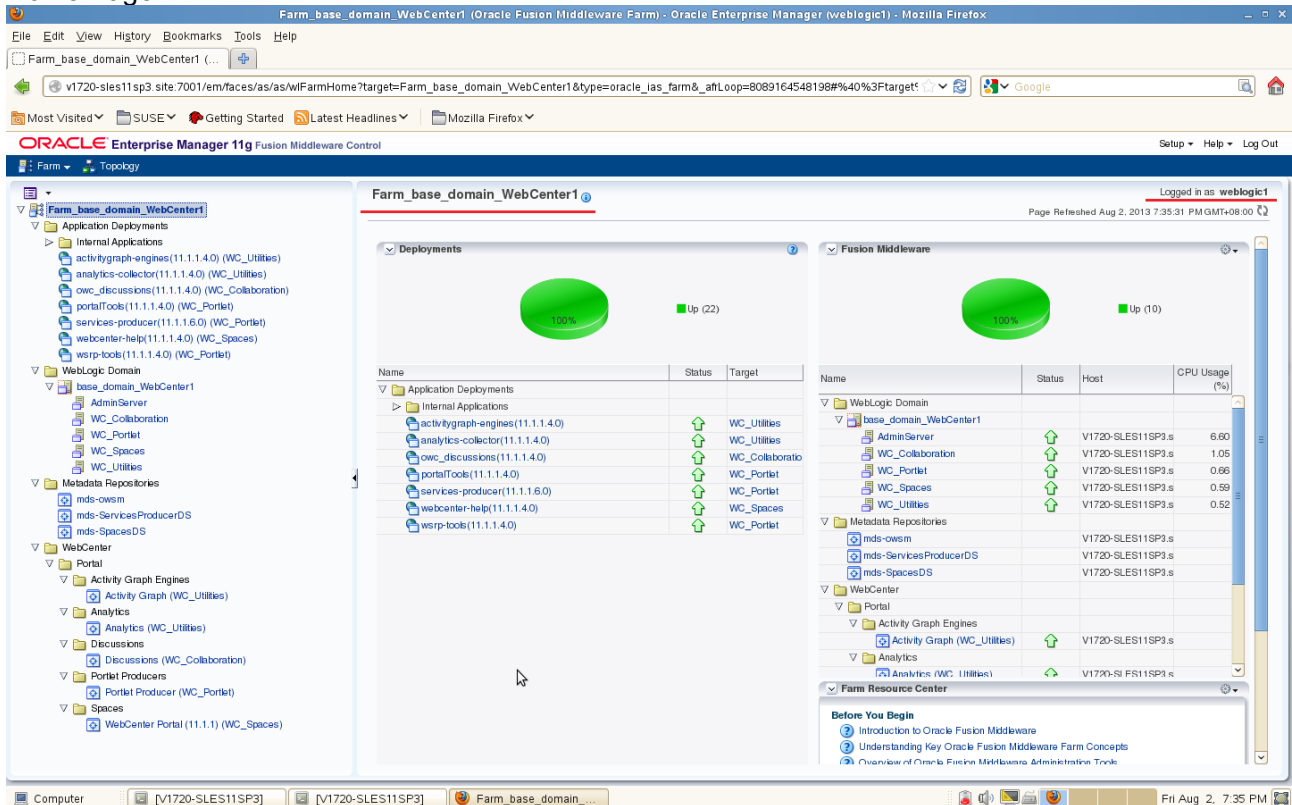 Farm_base_domain_WebCenter1 (Oracle Fusion Middleware Farm) - Oracle Enterprise Manager (weblogic1) - Mozilla Firefox
File Edit View History Bookmarks Tools Help
Farm_base_domain_WebCenter1 (...
v1720-sles11sp3.site:7001/em/faces/as/as/wlFarmHome?target=Farm_base_domain_WebCenter1&type=oracle_ias_farm&_afrLoop=8089164548198#%40%3Ftarget
Google
Most Visited SUSE Getting Started Latest Headlines Mozilla Firefox
ORACLE Enterprise Manager 11g Fusion Middleware Control
Setup Help Log Out
Farm Topology
Farm_base_domain_WebCenter1
Application Deployments
Internal Applications
activitygraph-engines(11.1.1.4.0) (WC_Utilities)
analytics-collector(11.1.1.4.0) (WC_Utilities)
owc_discussions(11.1.1.4.0) (WC_Collaboration)
portalTools(11.1.1.4.0) (WC_Portlet)
services-producer(11.1.1.6.0) (WC_Portlet)
webcenter-help(11.1.1.4.0) (WC_Spaces)
wsrp-tools(11.1.1.4.0) (WC_Portlet)
WebLogic Domain
base_domain_WebCenter1
AdminServer
WC_Collaboration
WC_Portlet
WC_Spaces
WC_Utilities
Metadata Repositories
mds-owsm
mds-ServicesProducerDS
mds-SpacesDS
WebCenter
Portal
Activity Graph Engines
Activity Graph (WC_Utilities)
Analytics
Analytics (WC_Utilities)
Discussions
Discussions (WC_Collaboration)
Portlet Producers
Portlet Producer (WC_Portlet)
Spaces
WebCenter Portal (11.1.1) (WC_Spaces)
Farm_base_domain_WebCenter1
Logged in as weblogic1
Page Refreshed Aug 2, 2013 7:35:31 PM GMT+08:00
Deployments
100%
Up (22)
Name Status Target
Application Deployments
Internal Applications
activitygraph-engines(11.1.1.4.0) WC_Utilities
analytics-collector(11.1.1.4.0) WC_Utilities
owc_discussions(11.1.1.4.0) WC_Collaboratio
portalTools(11.1.1.4.0) WC_Portlet
services-producer(11.1.1.6.0) WC_Portlet
webcenter-help(11.1.1.4.0) WC_Spaces
wsrp-tools(11.1.1.4.0) WC_Portlet
Fusion Middleware
100%
Up (10)
Name Status Host CPU Usage (%)
WebLogic Domain
base_domain_WebCenter1
AdminServer V1720-SLES11SP3.s 6.60
WC_Collaboration V1720-SLES11SP3.s 1.05
WC_Portlet V1720-SLES11SP3.s 0.66
WC_Spaces V1720-SLES11SP3.s 0.59
WC_Utilities V1720-SLES11SP3.s 0.52
Metadata Repositories
mds-owsm V1720-SLES11SP3.s
mds-ServicesProducerDS V1720-SLES11SP3.s
mds-SpacesDS V1720-SLES11SP3.s
WebCenter
Portal
Activity Graph Engines
Activity Graph (WC_Utilities) V1720-SLES11SP3.s
Analytics
Analytics (WC_Utilities) V1720-SLES11SP3.s
Farm Resource Center
Before You Begin
Introduction to Oracle Fusion Middleware
Understanding Key Oracle Fusion Middleware Farm Concepts
Overview of Oracle Fusion Middleware Administration Tools
Computer [V1720-SLES11SP3] [V1720-SLES11SP3] Farm_base_domain_... Fri Aug 2, 7:35 PM